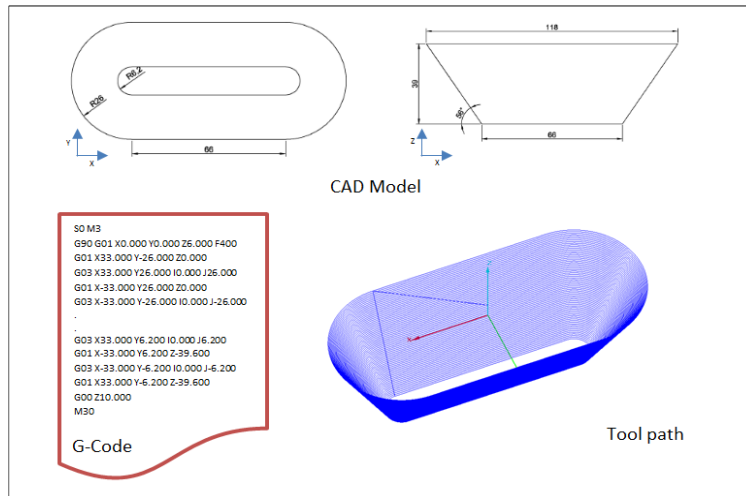 118
R6.2
R26
39
56°
66
66
Y
X
Z
X
CAD Model
S0 M3
G90 G01 X0.000 Y0.000 Z6.000 F400
G01 X33.000 Y-26.000 Z0.000
G03 X33.000 Y26.000 I0.000 J26.000
G01 X-33.000 Y26.000 Z0.000
G03 X-33.000 Y-26.000 I0.000 J-26.000
.
.
G03 X33.000 Y6.200 I0.000 J6.200
G01 X-33.000 Y6.200 Z-39.600
G03 X-33.000 Y-6.200 I0.000 J-6.200
G01 X33.000 Y-6.200 Z-39.600
G00 Z10.000
M30
G-Code
Tool path